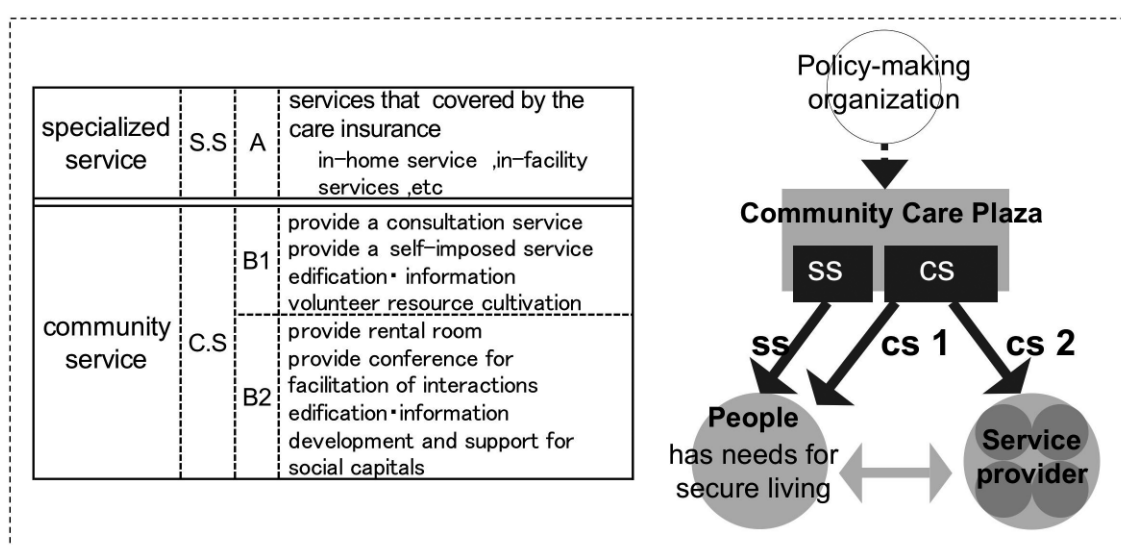 specialized
service
S.S
A
services that covered by the
care insurance
in-home service ,in-facility
services ,etc
community
service
C.S
B1
provide a consultation service
provide a self-imposed service
edification・information
volunteer resource cultivation
B2
provide rental room
provide conference for
facilitation of interactions
edification・information
development and support for
social capitals
Policy-making
organization
Community Care Plaza
ss
cs
ss
cs 1
cs 2
People
has needs for
secure living
Service
provider